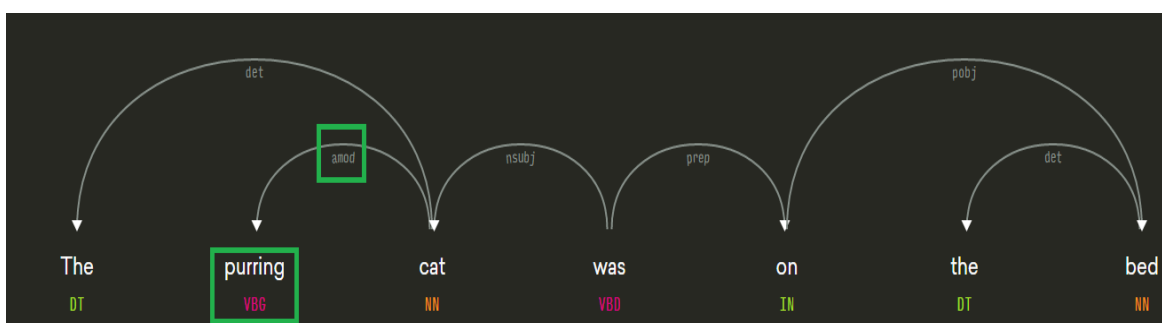 det pobj
amod nsubj prep det
The purring cat was on the bed
DT VBG NN VBD IN DT NN